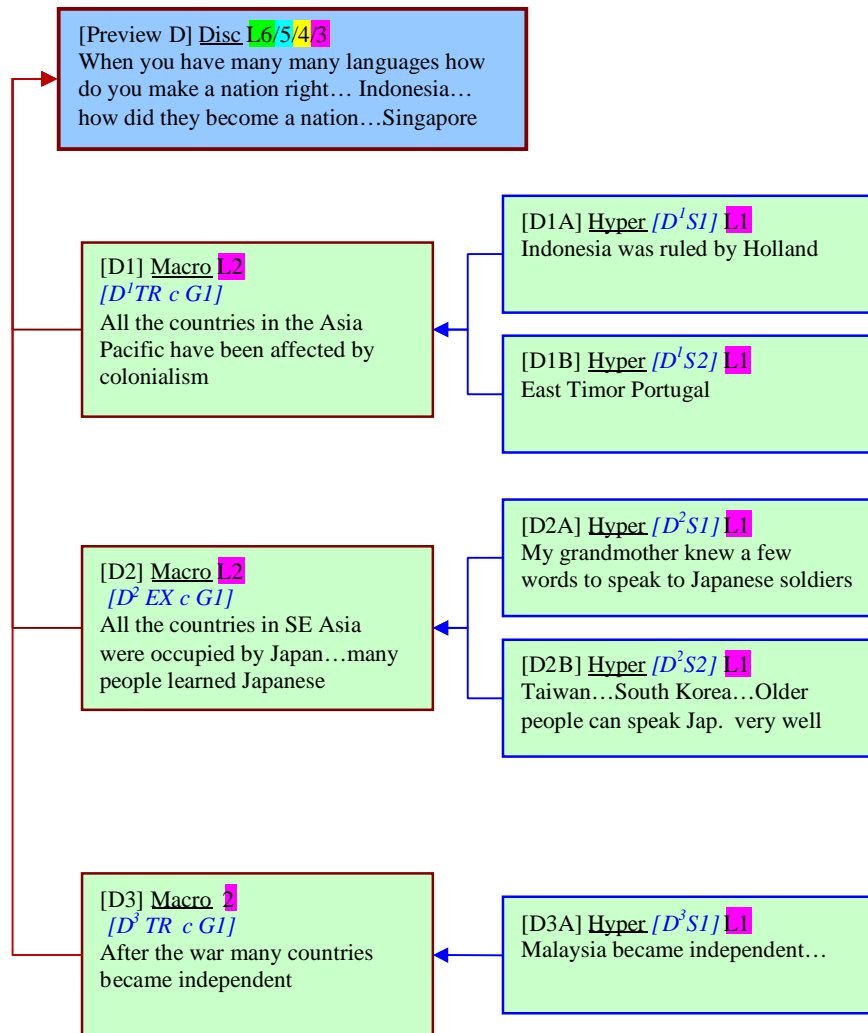 [Preview D] Disc L6/5/4/3
When you have many many languages how
do you make a nation right… Indonesia…
how did they become a nation…Singapore
[D1] Macro L2
[D¹TR c G1]
All the countries in the Asia
Pacific have been affected by
colonialism
[D1A] Hyper [D¹S1] L1
Indonesia was ruled by Holland
[D1B] Hyper [D¹S2] L1
East Timor Portugal
[D2] Macro L2
[D² EX c G1]
All the countries in SE Asia
were occupied by Japan…many
people learned Japanese
[D2A] Hyper [D²S1] L1
My grandmother knew a few
words to speak to Japanese soldiers
[D2B] Hyper [D²S2] L1
Taiwan…South Korea…Older
people can speak Jap. very well
[D3] Macro 2
[D³ TR c G1]
After the war many countries
became independent
[D3A] Hyper [D³S1] L1
Malaysia became independent…